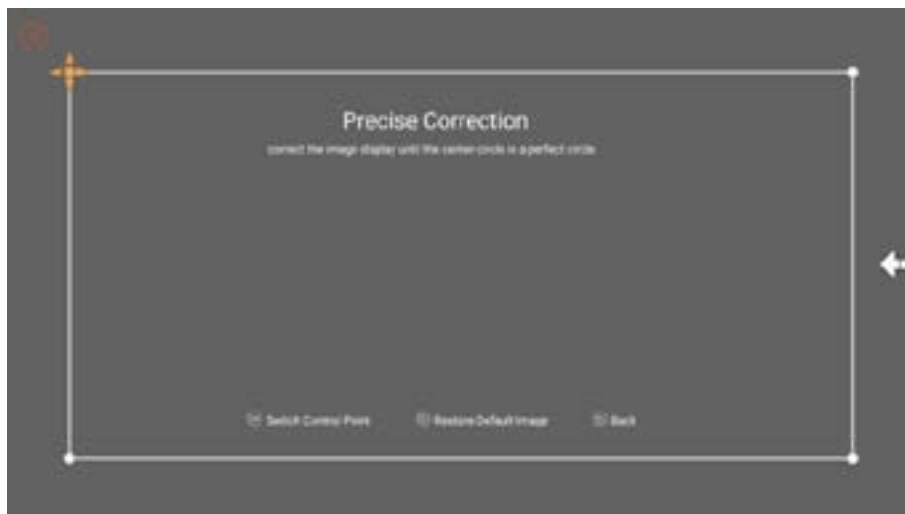 Precise Correction
correct the image display until the center circle is a perfect circle
Switch Control Point
Restore Default Image
Back